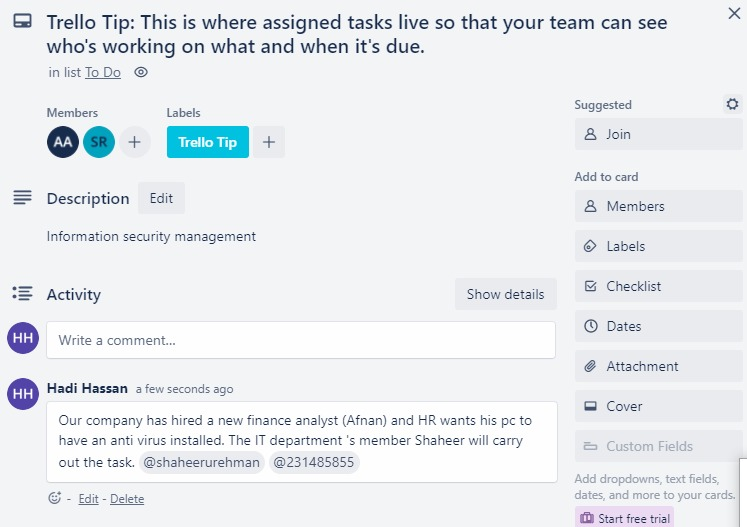 Trello Tip: This is where assigned tasks live so that your team can see
who's working on what and when it's due.
in list To Do
Members
Labels
AA
SR
+
Trello Tip
+
Description
Edit
Information security management
Activity
Show details
HH
Write a comment...
HH
Hadi Hassan a few seconds ago
Our company has hired a new finance analyst (Afnan) and HR wants his pc to
have an anti virus installed. The IT department 's member Shaheer will carry
out the task. @shaheerurehman @231485855
- Edit - Delete
Suggested
Join
Add to card
Members
Labels
Checklist
Dates
Attachment
Cover
Custom Fields
Add dropdowns, text fields,
dates, and more to your cards.
Start free trial